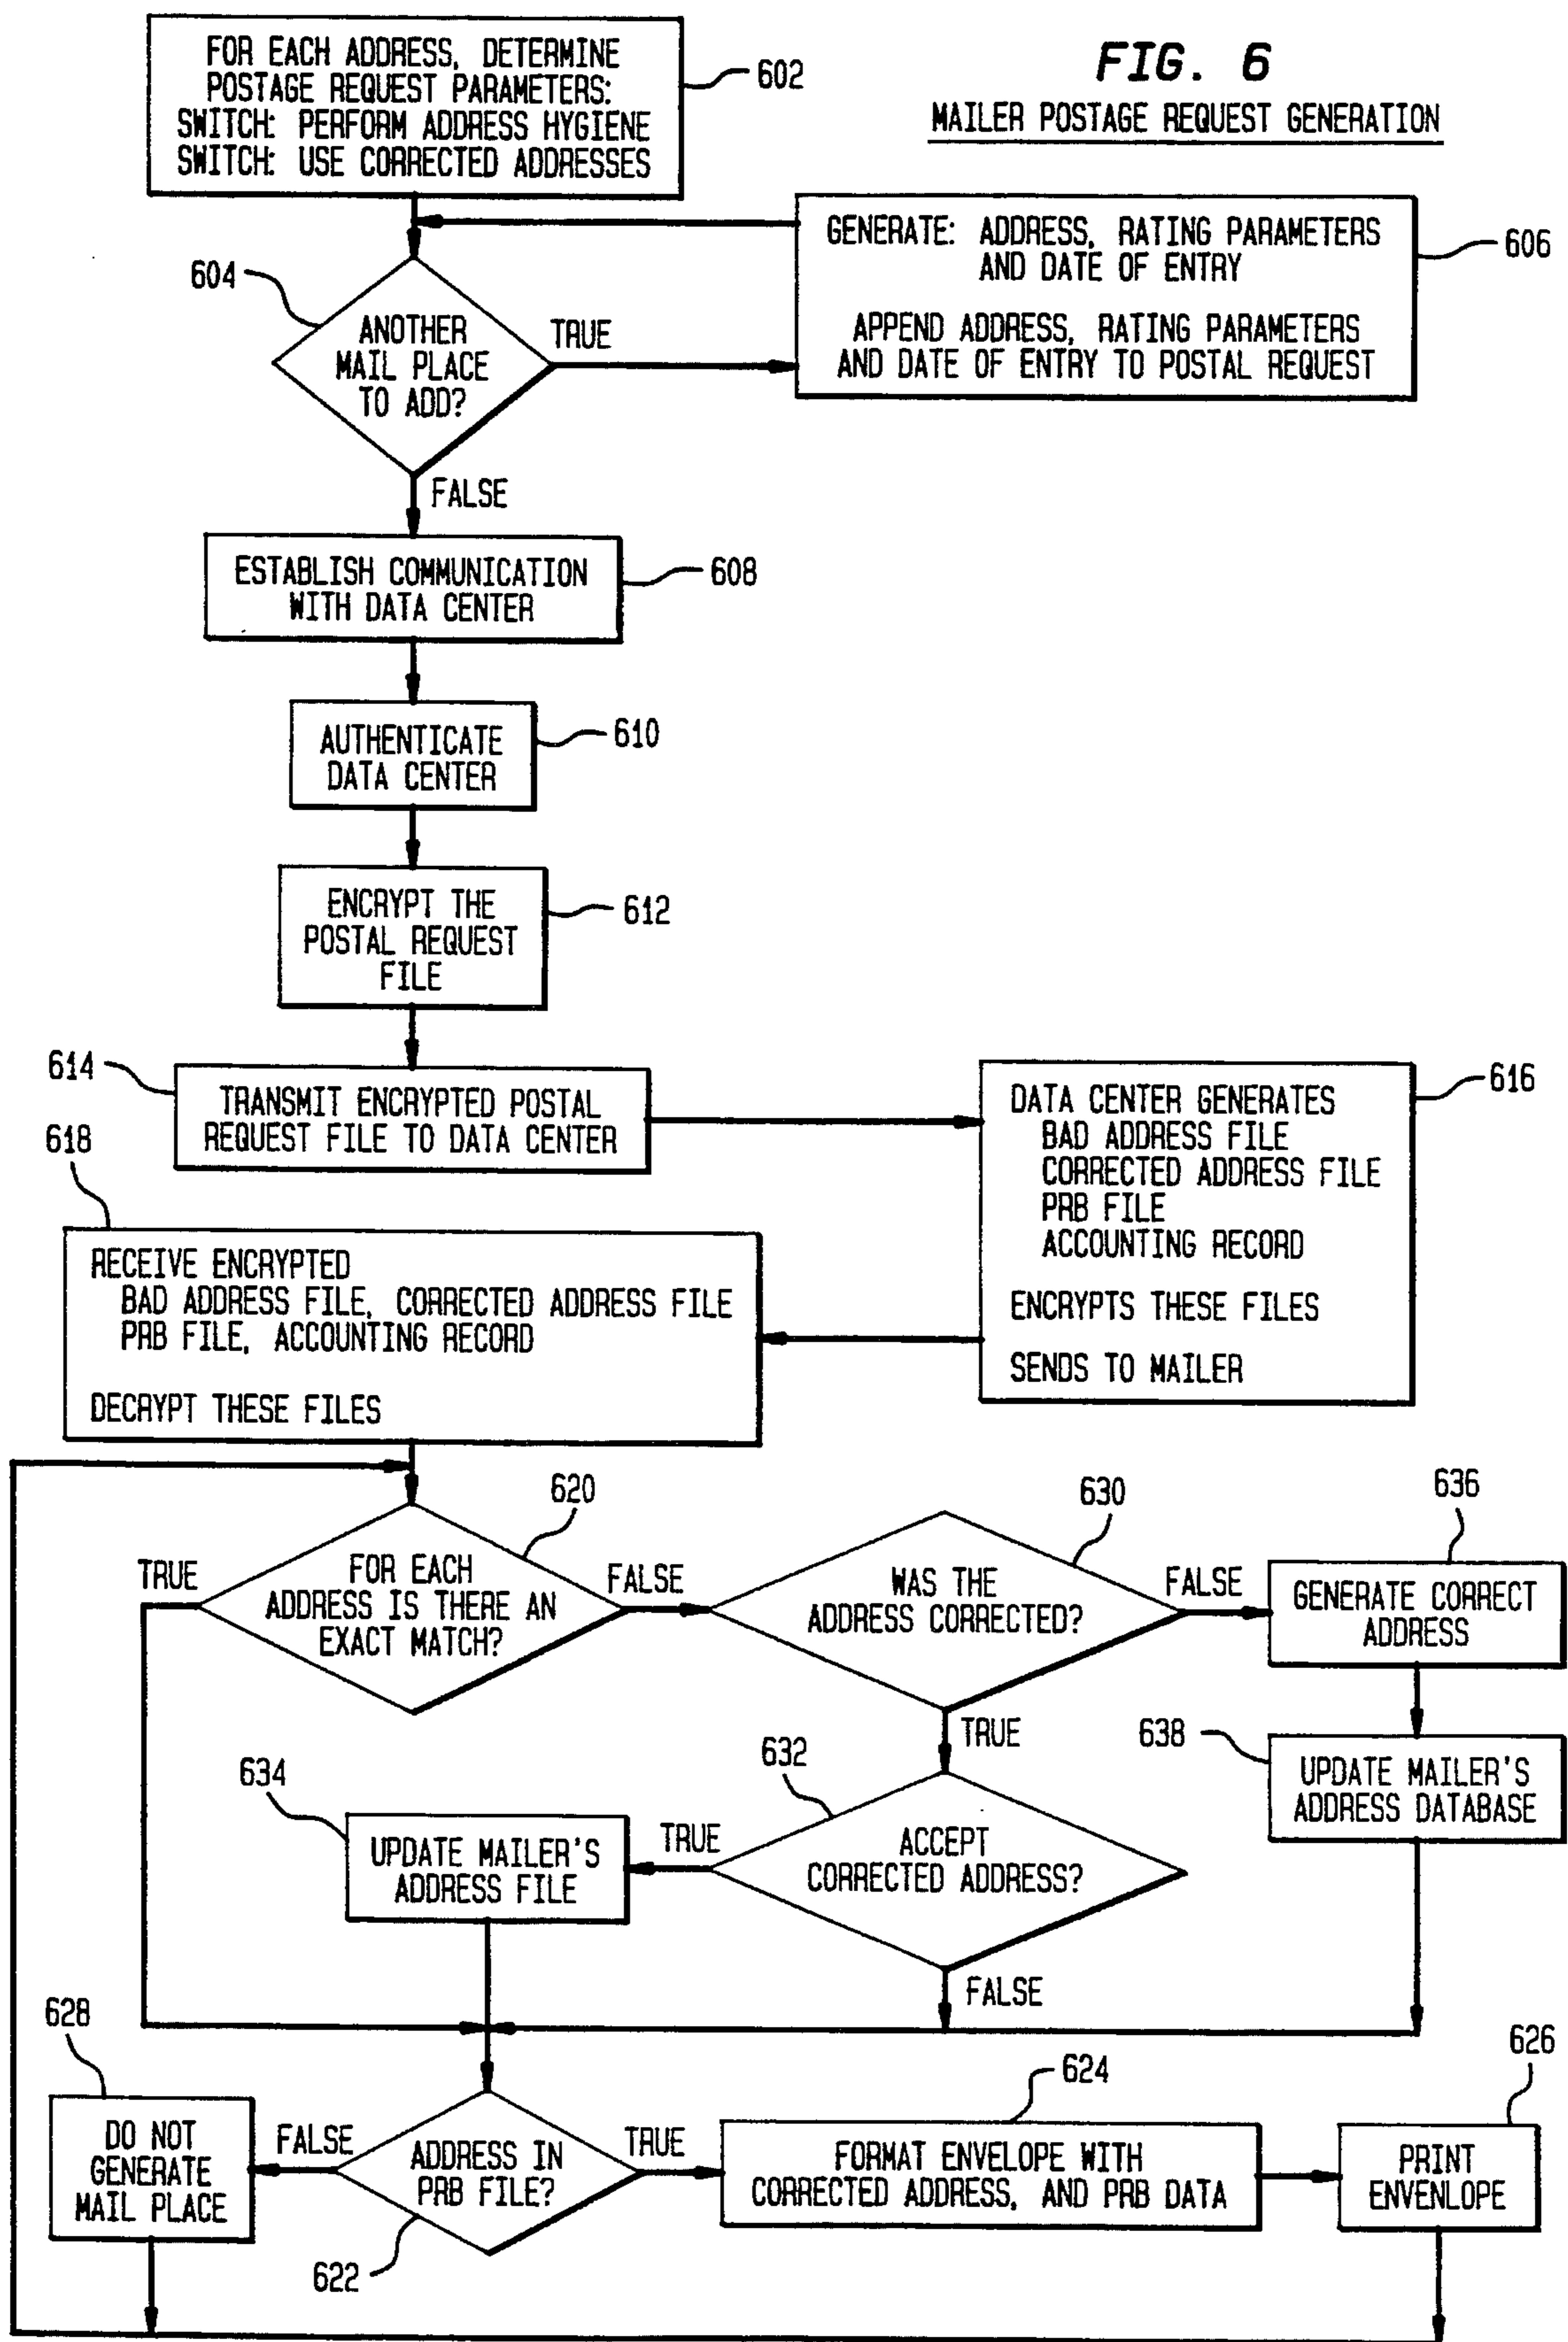 FIG. 6
MAILER POSTAGE REQUEST GENERATION
FOR EACH ADDRESS, DETERMINE
POSTAGE REQUEST PARAMETERS:
SWITCH: PERFORM ADDRESS HYGIENE
SWITCH: USE CORRECTED ADDRESSES
602
GENERATE: ADDRESS, RATING PARAMETERS
AND DATE OF ENTRY
APPEND ADDRESS, RATING PARAMETERS
AND DATE OF ENTRY TO POSTAL REQUEST
606
604
ANOTHER
MAIL PLACE
TO ADD?
TRUE
FALSE
ESTABLISH COMMUNICATION
WITH DATA CENTER
608
AUTHENTICATE
DATA CENTER
610
ENCRYPT THE
POSTAL REQUEST
FILE
612
614
TRANSMIT ENCRYPTED POSTAL
REQUEST FILE TO DATA CENTER
616
DATA CENTER GENERATES
BAD ADDRESS FILE
CORRECTED ADDRESS FILE
PRB FILE
ACCOUNTING RECORD
ENCRYPTS THESE FILES
SENDS TO MAILER
618
RECEIVE ENCRYPTED
BAD ADDRESS FILE, CORRECTED ADDRESS FILE
PRB FILE, ACCOUNTING RECORD
DECRYPT THESE FILES
620
TRUE
FOR EACH
ADDRESS IS THERE AN
EXACT MATCH?
FALSE
630
WAS THE
ADDRESS CORRECTED?
FALSE
TRUE
636
GENERATE CORRECT
ADDRESS
638
UPDATE MAILER'S
ADDRESS DATABASE
632
ACCEPT
CORRECTED ADDRESS?
TRUE
FALSE
634
UPDATE MAILER'S
ADDRESS FILE
628
DO NOT
GENERATE
MAIL PLACE
FALSE
ADDRESS IN
PRB FILE?
622
TRUE
624
FORMAT ENVELOPE WITH
CORRECTED ADDRESS, AND PRB DATA
626
PRINT
ENVENLOPE